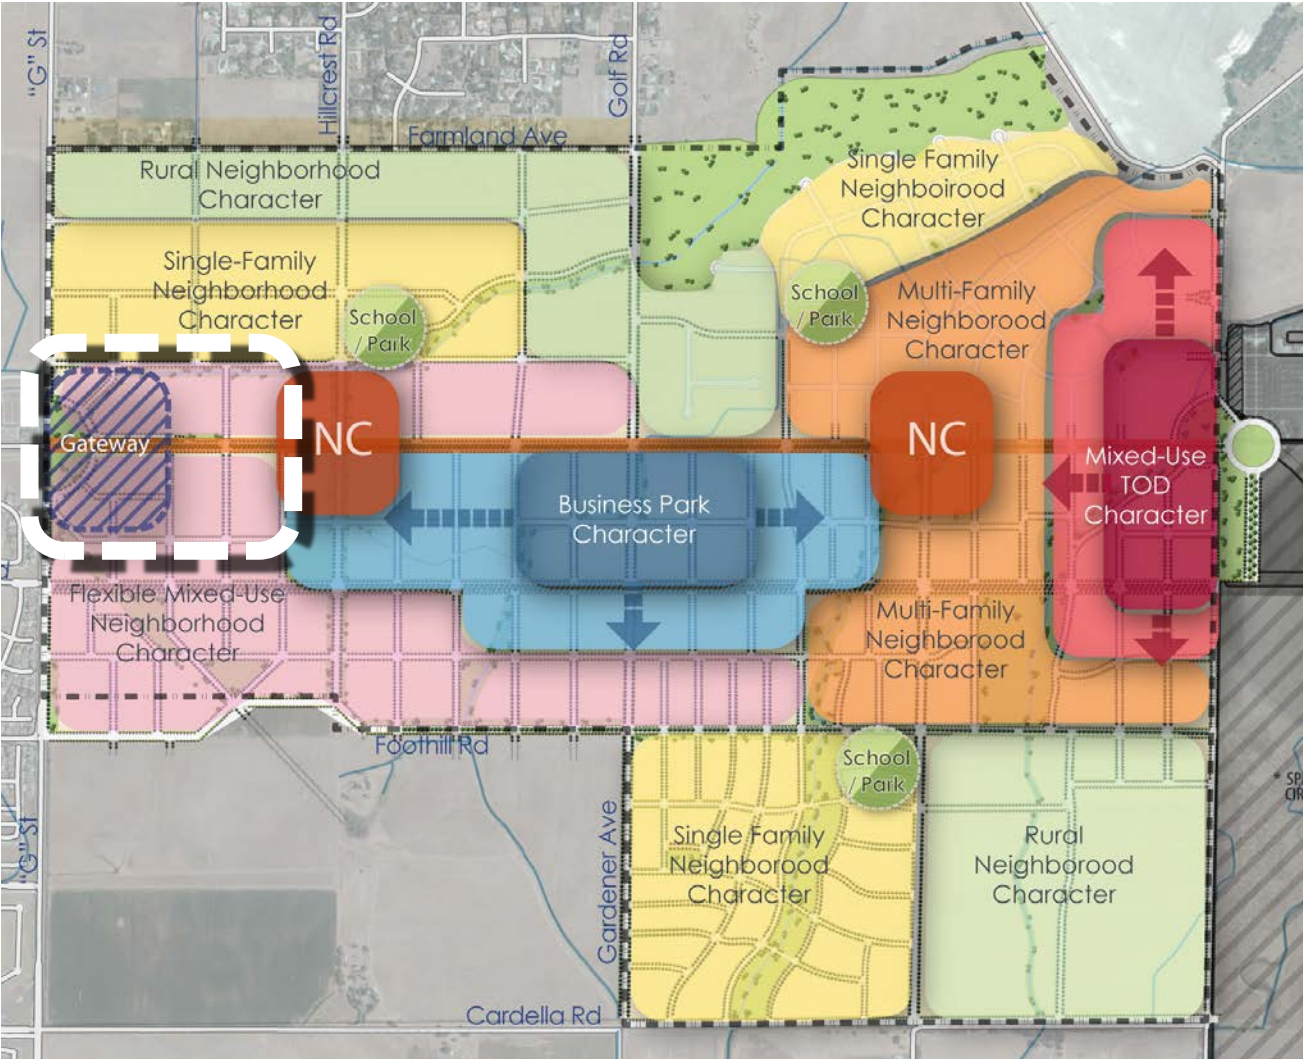 "G" St
Hillcrest Rd
Golf Rd
Farmland Ave
Rural Neighborhood
Character
Single Family
Neighboirood
Character
Single-Family
Neighborhood
Character
School
/ Park
School
/ Park
Multi-Family
Neighborood
Character
Gateway
NC
NC
Business Park
Character
Mixed-Use
TOD
Character
Flexible Mixed-Use
Neighborhood
Character
Multi-Family
Neighborood
Character
Foothill Rd
School
/ Park
"G" St
Gardener Ave
Single Family
Neighborood
Character
Rural
Neighborood
Character
* SP
CIR
Cardella Rd